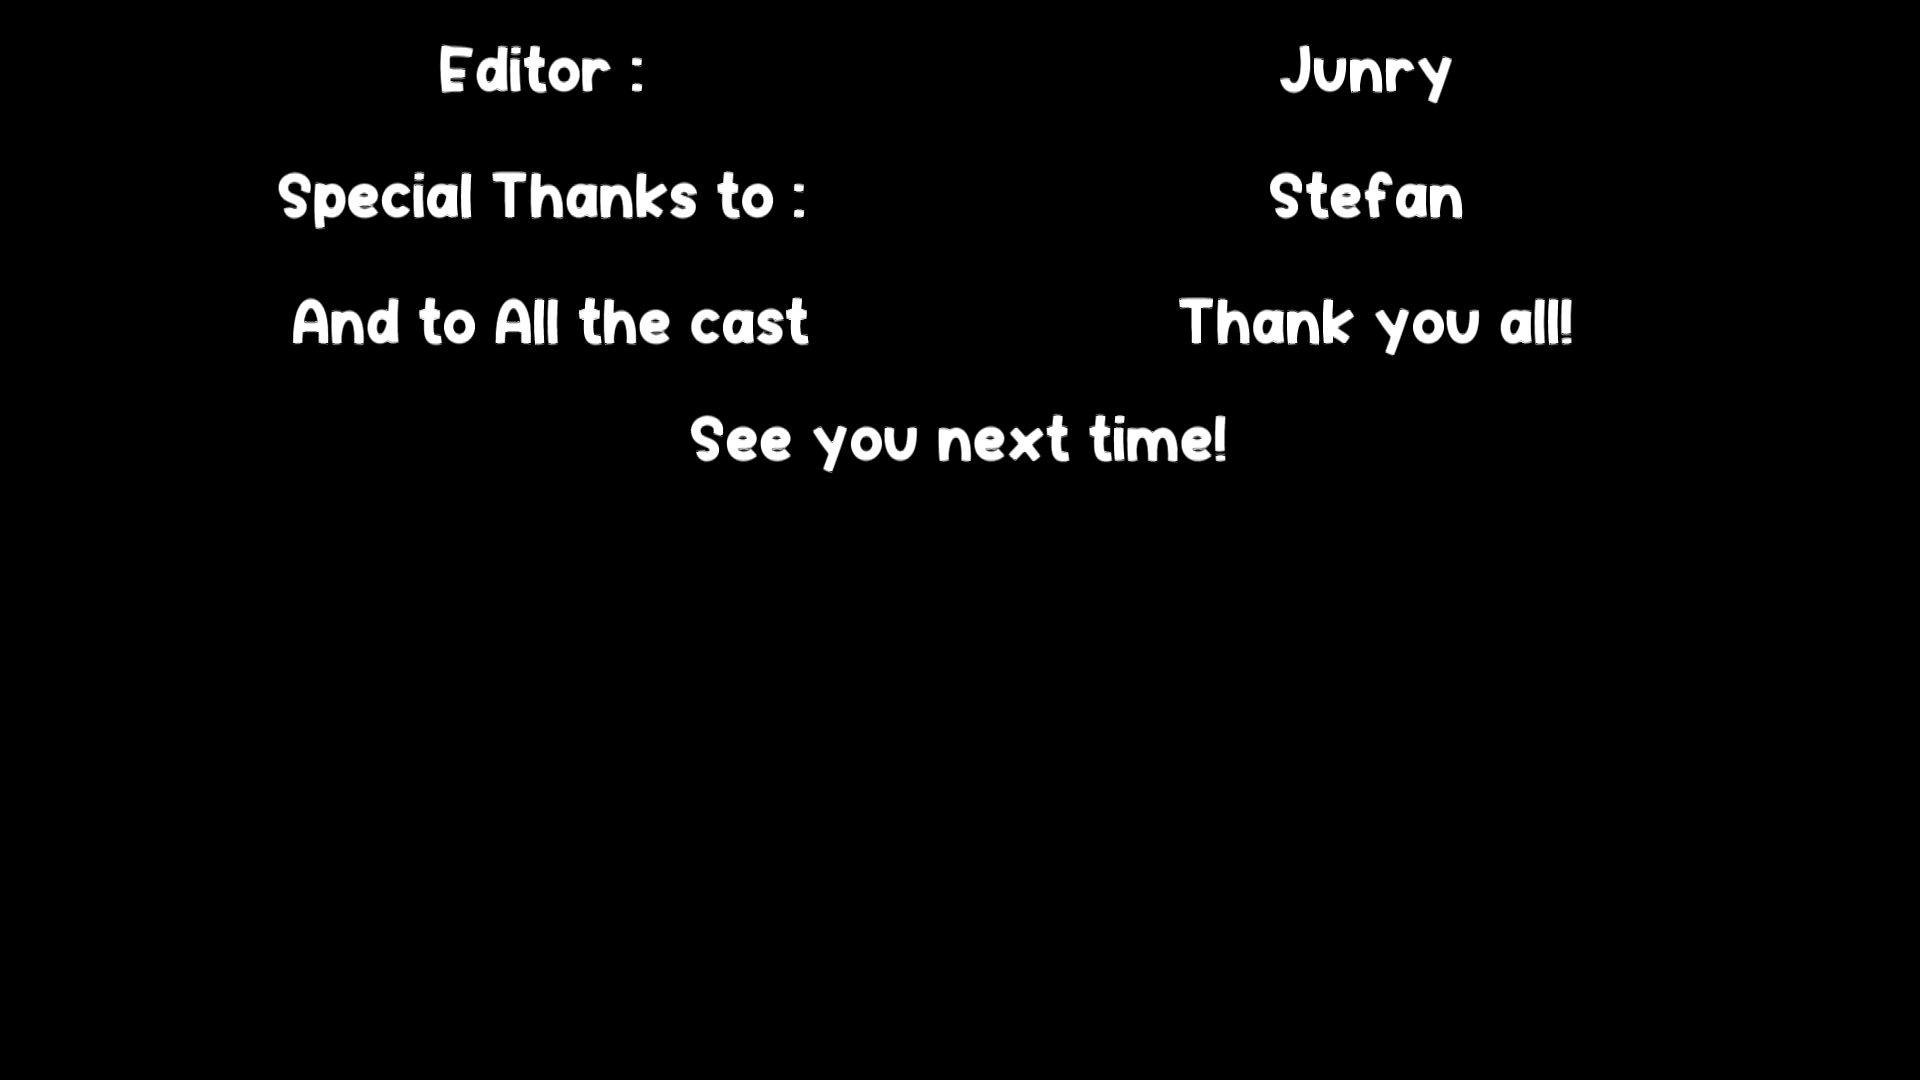 Editor : Junry
Special Thanks to : Stefan
And to All the cast Thank you all!
See you next time!